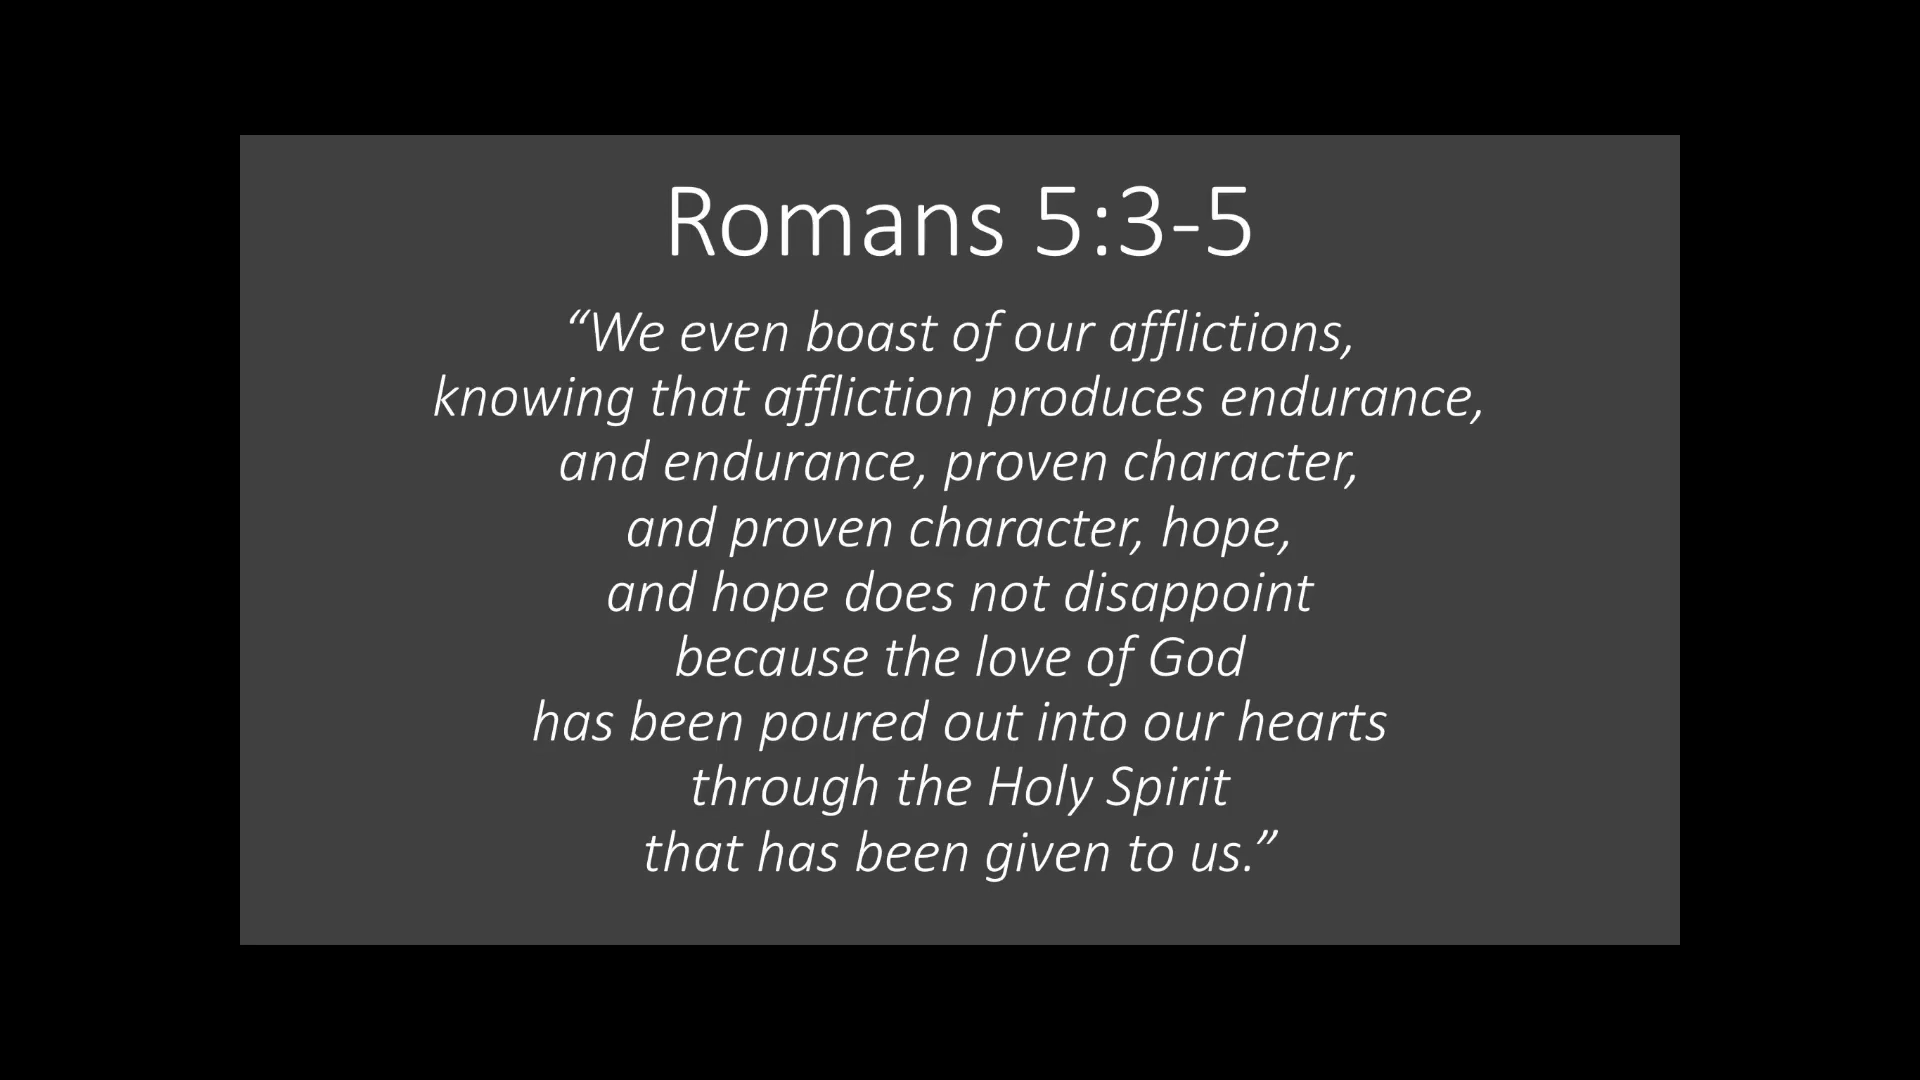 Romans 5:3-5
“We even boast of our afflictions,
knowing that affliction produces endurance,
and endurance, proven character,
and proven character, hope,
and hope does not disappoint
because the love of God
has been poured out into our hearts
through the Holy Spirit
that has been given to us.”